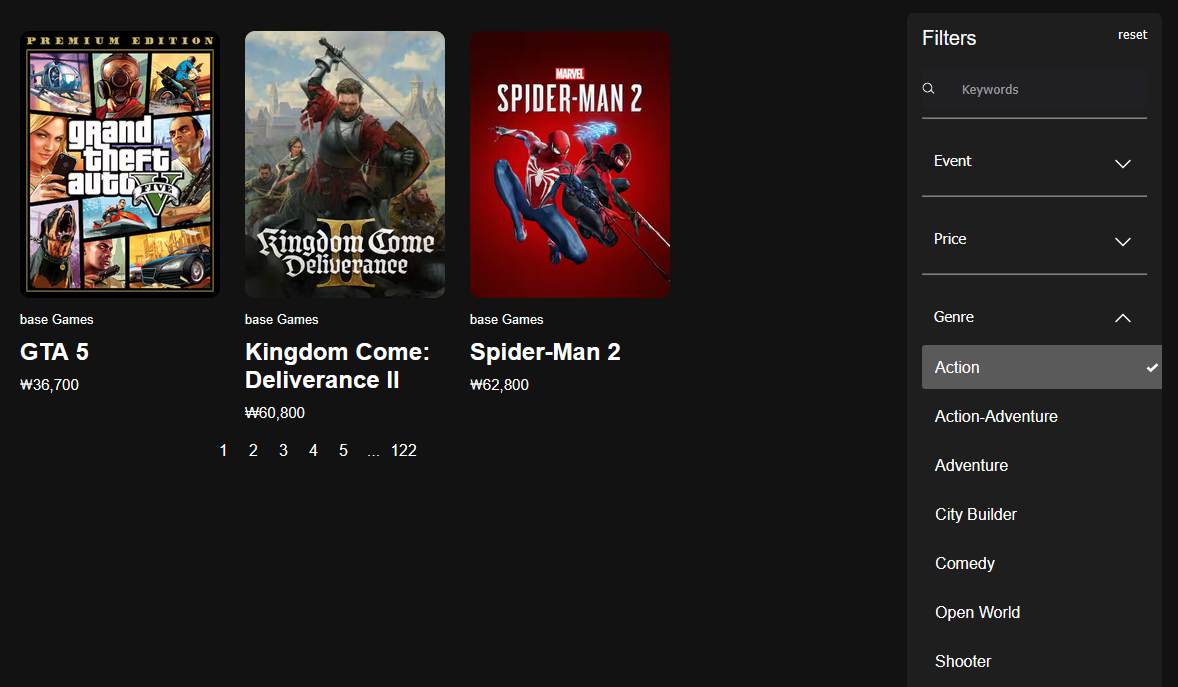 PREMIUM EDITION
grand
theft
auto V
FIVE
MARVEL
SPIDER-MAN 2
II
Kingdom Come
Deliverance
base Games
GTA 5
₩36,700
base Games
Kingdom Come:
Deliverance II
₩60,800
base Games
Spider-Man 2
₩62,800
1 2 3 4 5 ... 122
Filters
reset
Keywords
Event
Price
Genre
Action
Action-Adventure
Adventure
City Builder
Comedy
Open World
Shooter